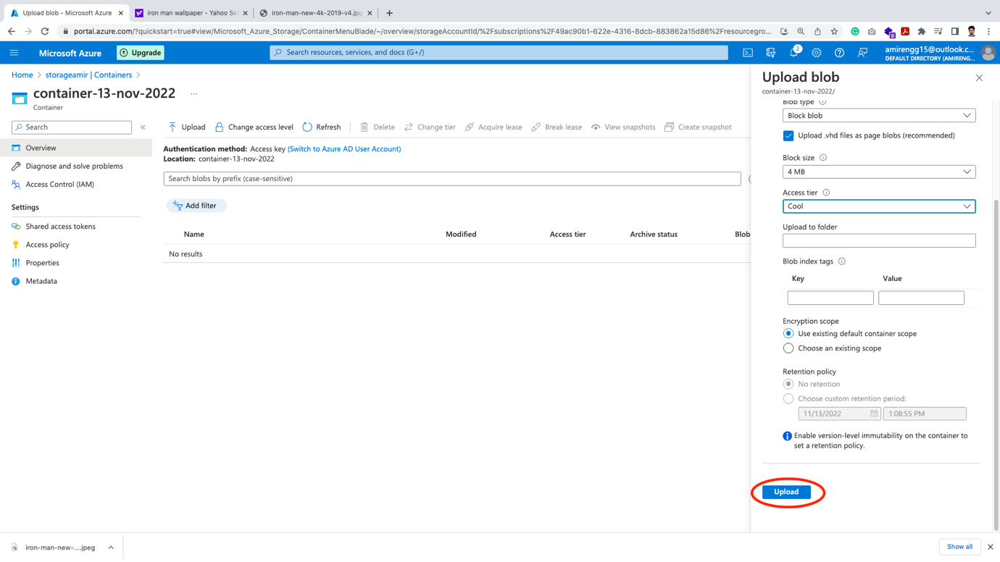 Upload blob - Microsoft Azure
iron man wallpaper - Yahoo Se
iron-man-new-4k-2019-v4.jpg
portal.azure.com/?quickstart=true#view/Microsoft_Azure_Storage/ContainerMenuBlade/~/overview/storageAccountId/%2Fsubscriptions%2F49ac90b1-622e-4316-8dcb-883862a15d86%2Fresourcegro...
9
Microsoft Azure
Upgrade
Search resources, services, and docs (G+/)
2
amirengg15@outlook.c...
DEFAULT DIRECTORY (AMIRENG...
Home > storageamir | Containers >
container-13-nov-2022 ...
Container
Search
«
Overview
Diagnose and solve problems
Access Control (IAM)
Settings
Shared access tokens
Access policy
Properties
Metadata
Upload
Change access level
Refresh
Delete
Change tier
Acquire lease
Break lease
View snapshots
Create snapshot
Authentication method: Access key (Switch to Azure AD User Account)
Location: container-13-nov-2022
Search blobs by prefix (case-sensitive)
Add filter
Name Modified Access tier Archive status Blob
No results
Upload blob
container-13-nov-2022/
Blob type
Block blob
Upload .vhd files as page blobs (recommended)
Block size
4 MB
Access tier
Cool
Upload to folder
Blob index tags
Key Value
Encryption scope
Use existing default container scope
Choose an existing scope
Retention policy
No retention
Choose custom retention period:
11/13/2022 1:08:55 PM
Enable version-level immutability on the container to
set a retention policy.
Upload
iron-man-new-....jpeg
Show all